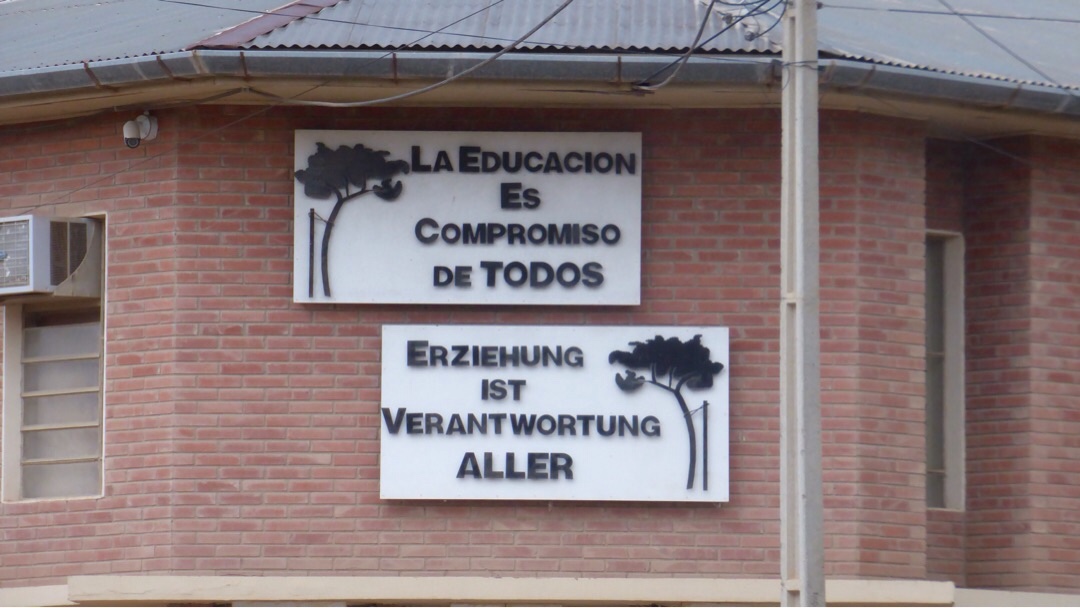 LA EDUCACION
ES
COMPROMISO
DE TODOS
ERZIEHUNG
IST
VERANTWORTUNG
ALLER